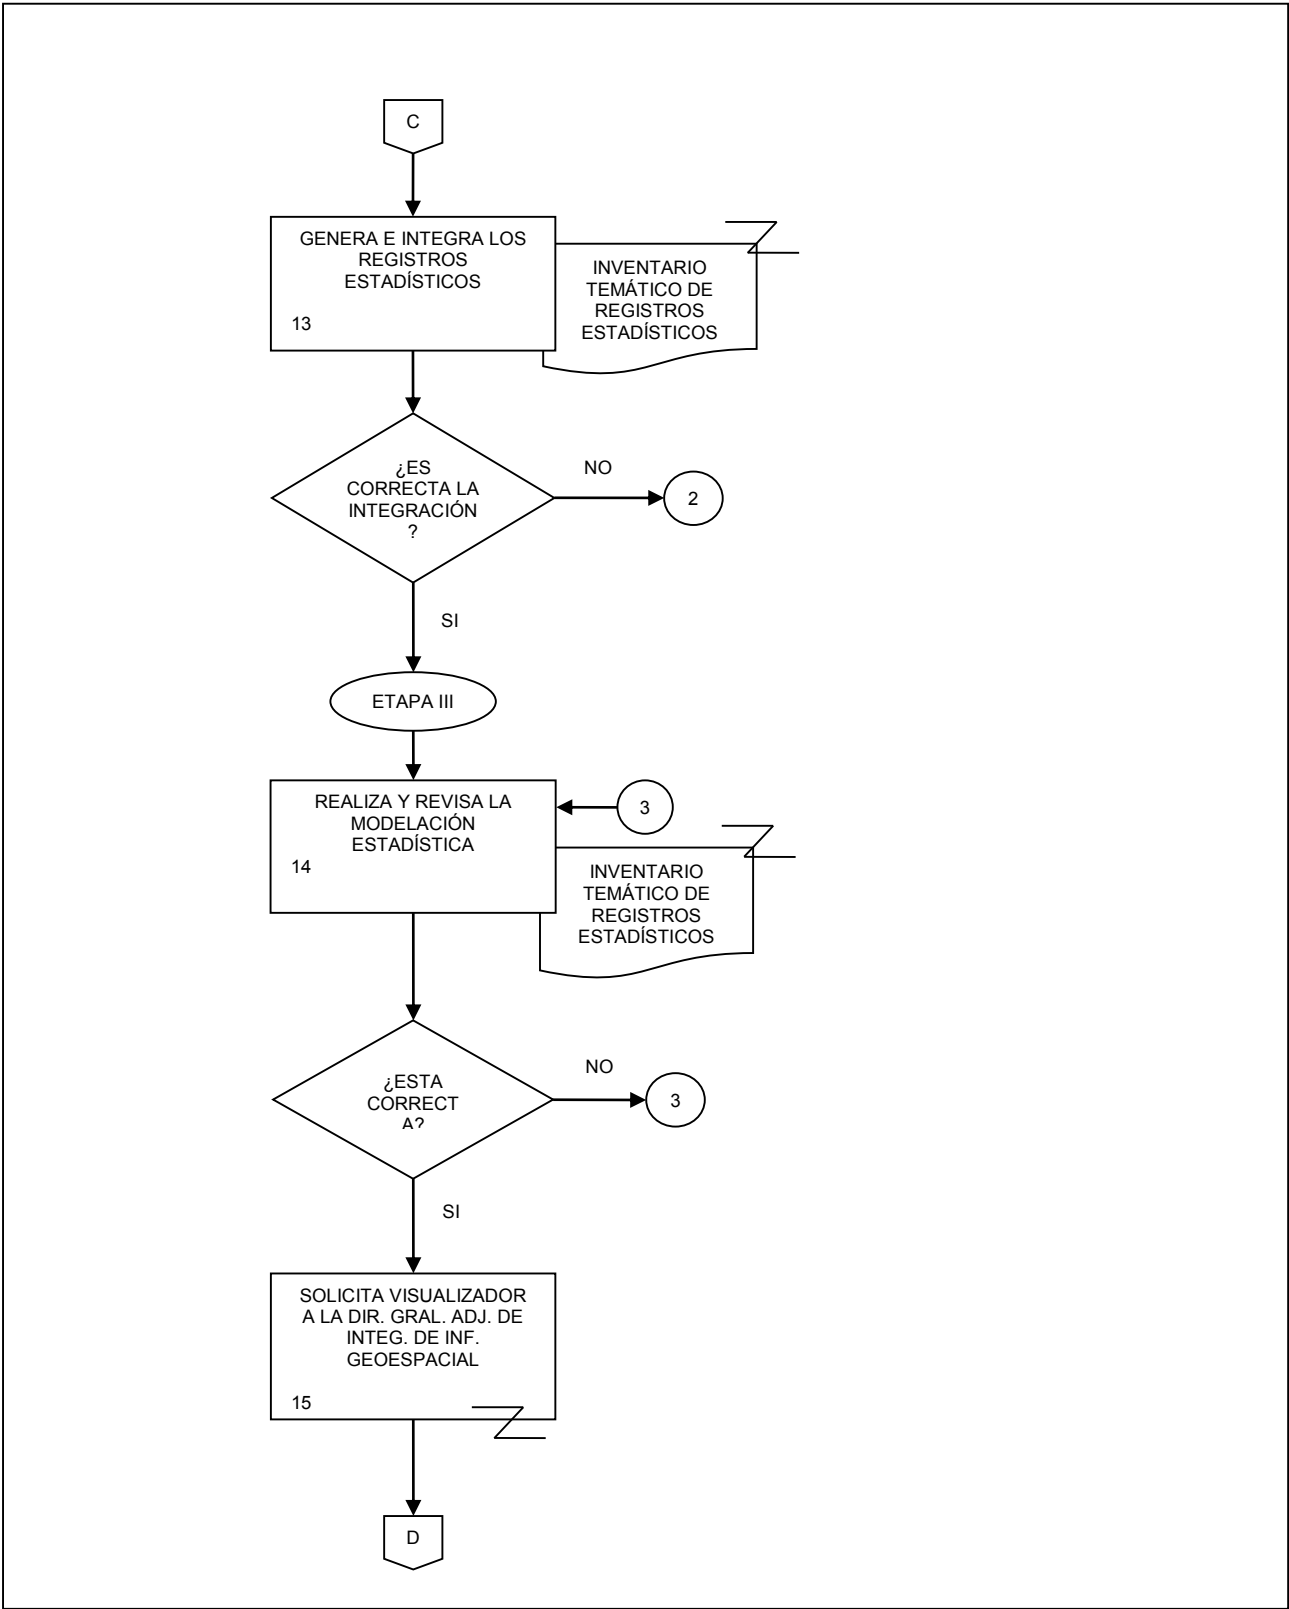 C
GENERA E INTEGRA LOS
REGISTROS
ESTADÍSTICOS
13
INVENTARIO
TEMÁTICO DE
REGISTROS
ESTADÍSTICOS
¿ES
CORRECTA LA
INTEGRACIÓN
?
NO
2
SI
ETAPA III
REALIZA Y REVISA LA
MODELACIÓN
ESTADÍSTICA
14
3
INVENTARIO
TEMÁTICO DE
REGISTROS
ESTADÍSTICOS
¿ESTA
CORRECT
A?
NO
3
SI
SOLICITA VISUALIZADOR
A LA DIR. GRAL. ADJ. DE
INTEG. DE INF.
GEOESPACIAL
15
D